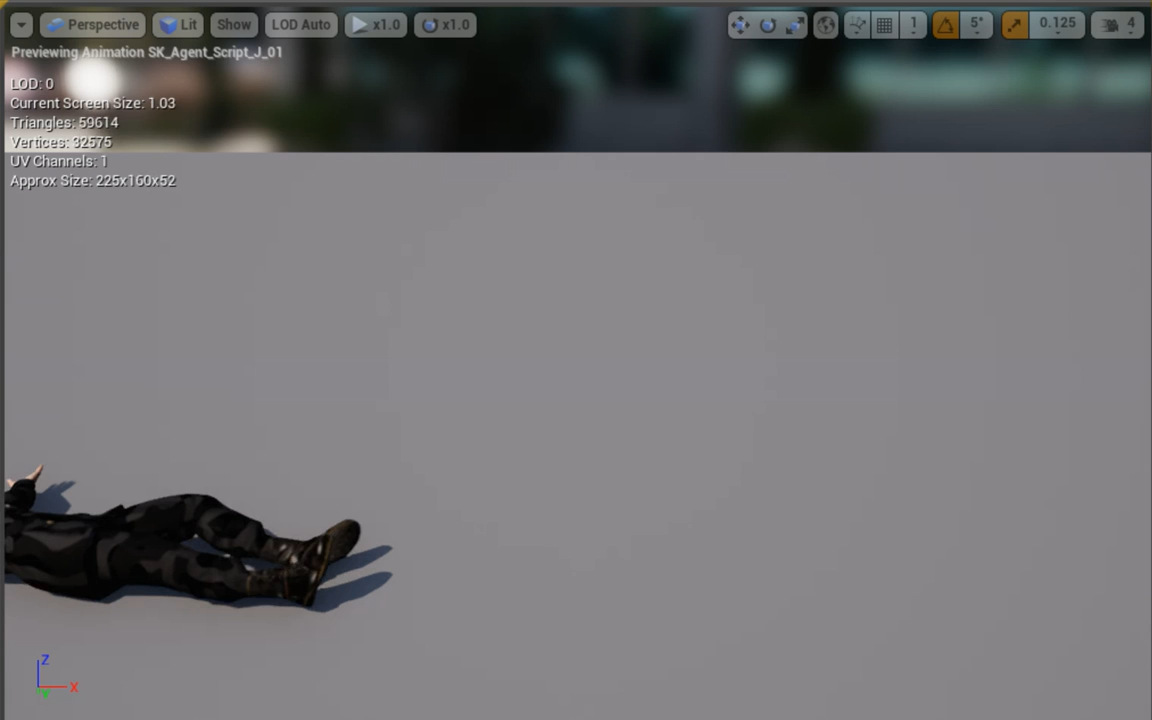 Perspective Lit Show LOD Auto x1.0 x1.0 1 5° 0.125 4
Previewing Animation SK_Agent_Script_J_01
LOD: 0
Current Screen Size: 1.03
Triangles: 59614
Vertices: 32575
UV Channels: 1
Approx Size: 225x160x52
Z
X
Y